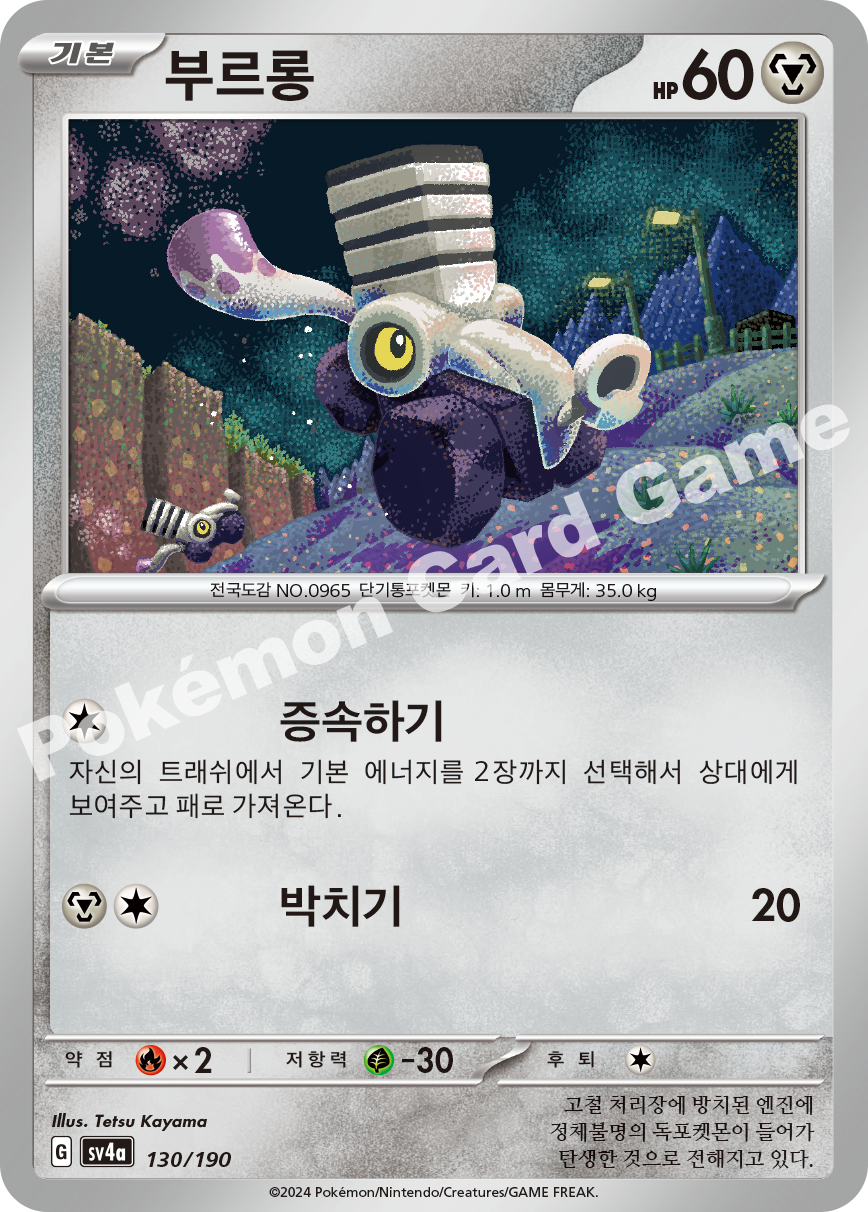 기본
부르롱
HP 60
전국도감 NO.0965 단기통포켓몬 키: 1.0 m 몸무게: 35.0 kg
증속하기
자신의 트래쉬에서 기본 에너지를 2장까지 선택해서 상대에게
보여주고 패로 가져온다.
박치기 20
약점 ×2 저항력 -30 후퇴
Illus. Tetsu Kayama
G sv4a 130/190
고철 처리장에 방치된 엔진에
정체불명의 독포켓몬이 들어가
탄생한 것으로 전해지고 있다.
©2024 Pokémon/Nintendo/Creatures/GAME FREAK.
Pokémon Card Game